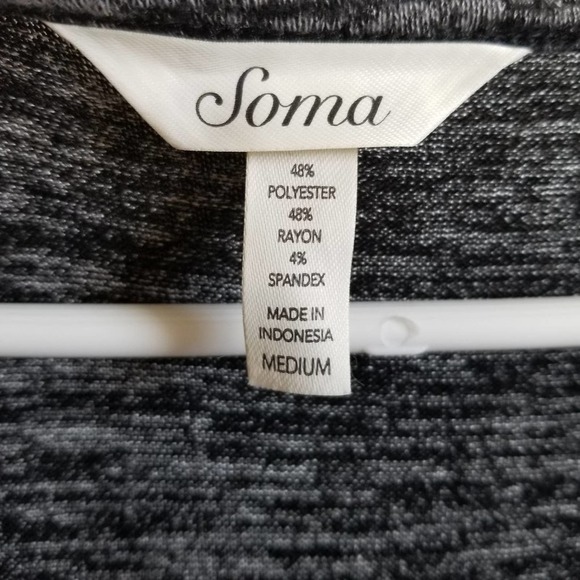 Soma
48%
POLYESTER
48%
RAYON
4%
SPANDEX
MADE IN
INDONESIA
MEDIUM